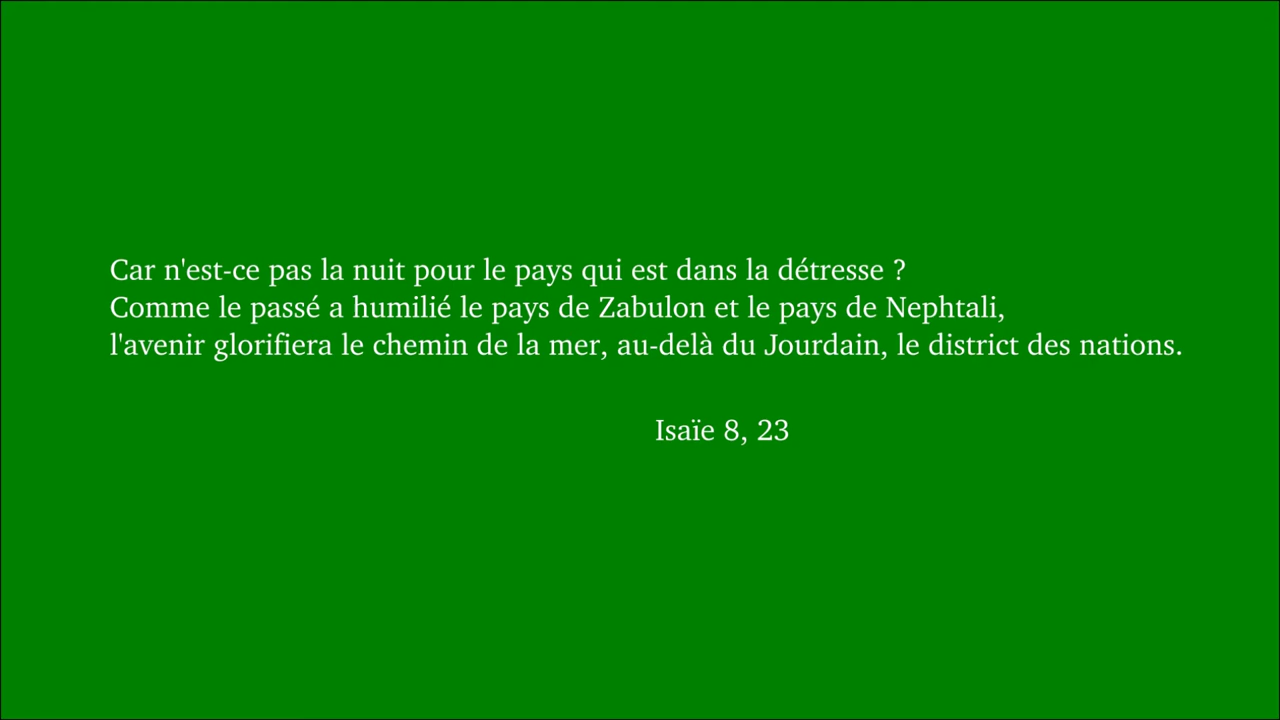 Car n'est-ce pas la nuit pour le pays qui est dans la détresse ?
Comme le passé a humilié le pays de Zabulon et le pays de Nephtali,
l'avenir glorifiera le chemin de la mer, au-delà du Jourdain, le district des nations.
Isaïe 8, 23